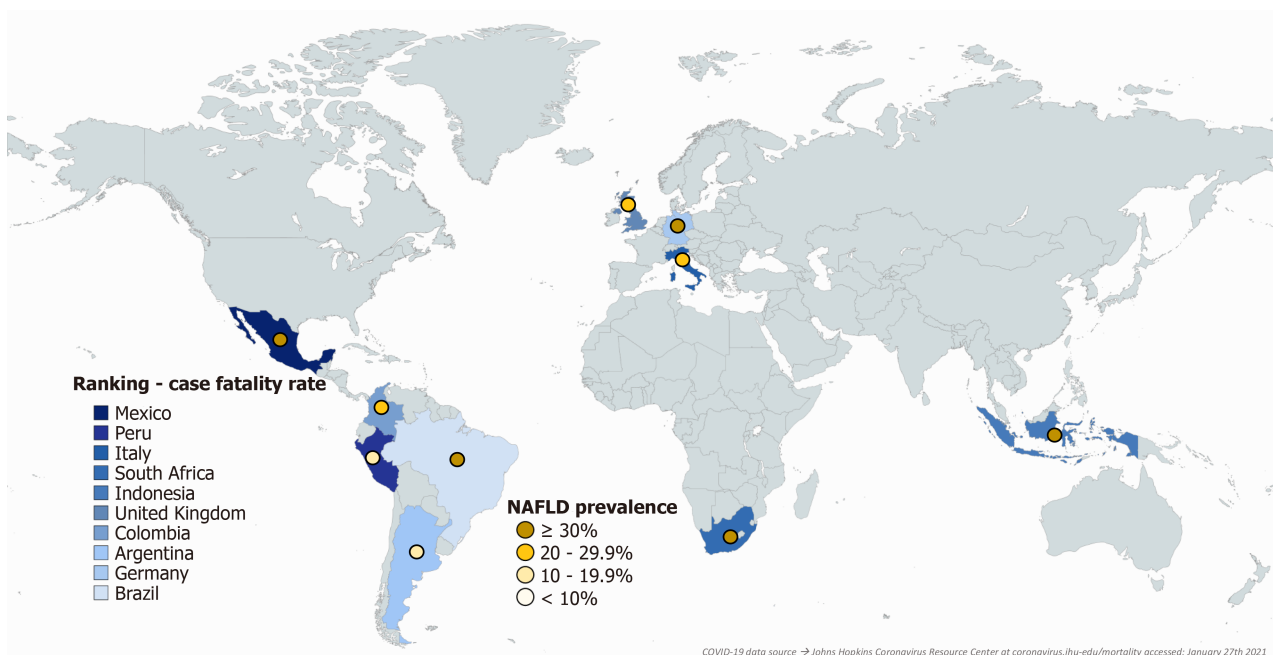 Ranking - case fatality rate
Mexico
Peru
Italy
South Africa
Indonesia
United Kingdom
Colombia
Argentina
Germany
Brazil
NAFLD prevalence
≥ 30%
20 - 29.9%
10 - 19.9%
< 10%
COVID-19 data source → Johns Hopkins Coronavirus Resource Center at coronavirus.jhu-edu/mortality accessed: January 27th 2021